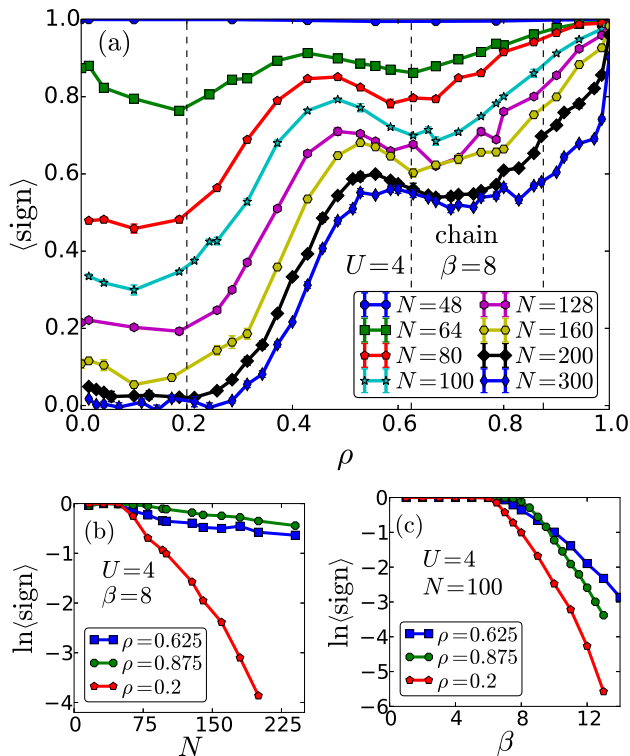 (a)
⟨sign⟩
1.0
0.8
0.6
0.4
0.2
0.0
chain
U=4 β=8
N=48 N=128
N=64 N=160
N=80 N=200
N=100 N=300
0.0 0.2 0.4 0.6 0.8 1.0
ρ
(b)
ln⟨sign⟩
0
−1
−2
−3
−4
U=4
β=8
ρ=0.625
ρ=0.875
ρ=0.2
0 75 150 225
N
(c)
ln⟨sign⟩
0
−1
−2
−3
−4
−5
−6
U=4
N=100
ρ=0.625
ρ=0.875
ρ=0.2
0 4 8 12
β